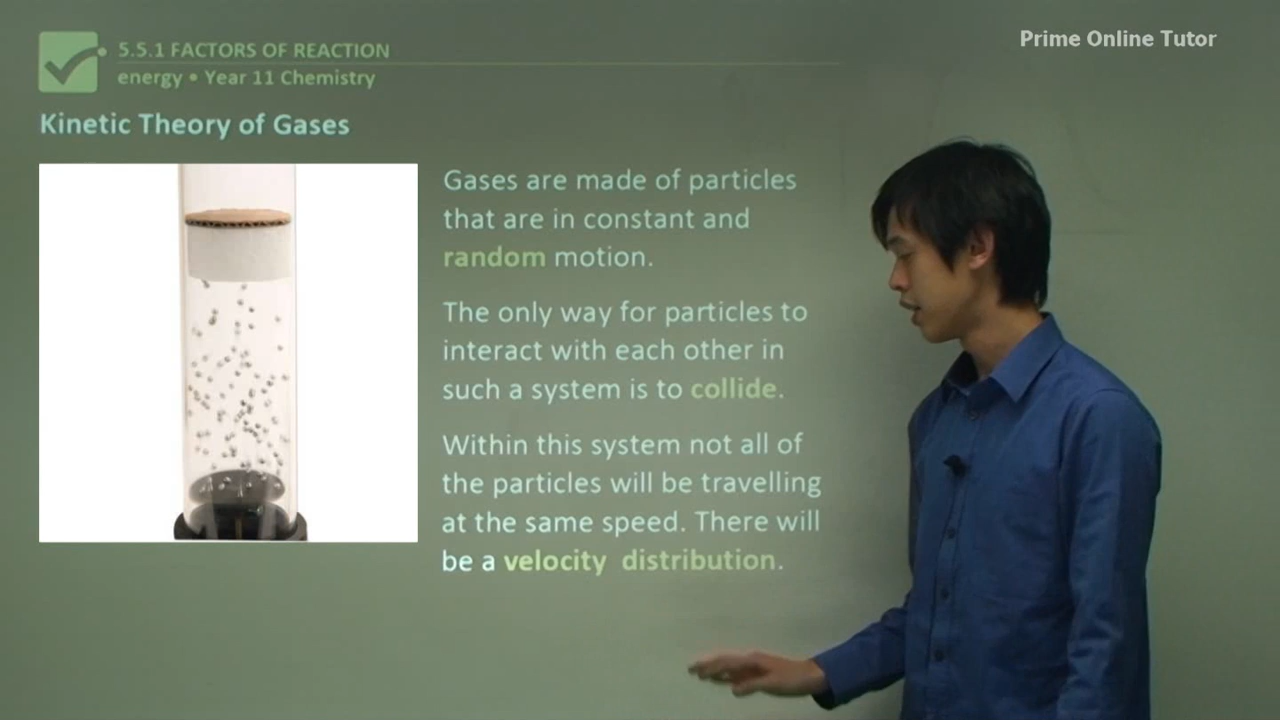 5.5.1 FACTORS OF REACTION
energy • Year 11 Chemistry
Prime Online Tutor
Kinetic Theory of Gases
Gases are made of particles
that are in constant and
random motion.
The only way for particles to
interact with each other in
such a system is to collide.
Within this system not all of
the particles will be travelling
at the same speed. There will
be a velocity distribution.